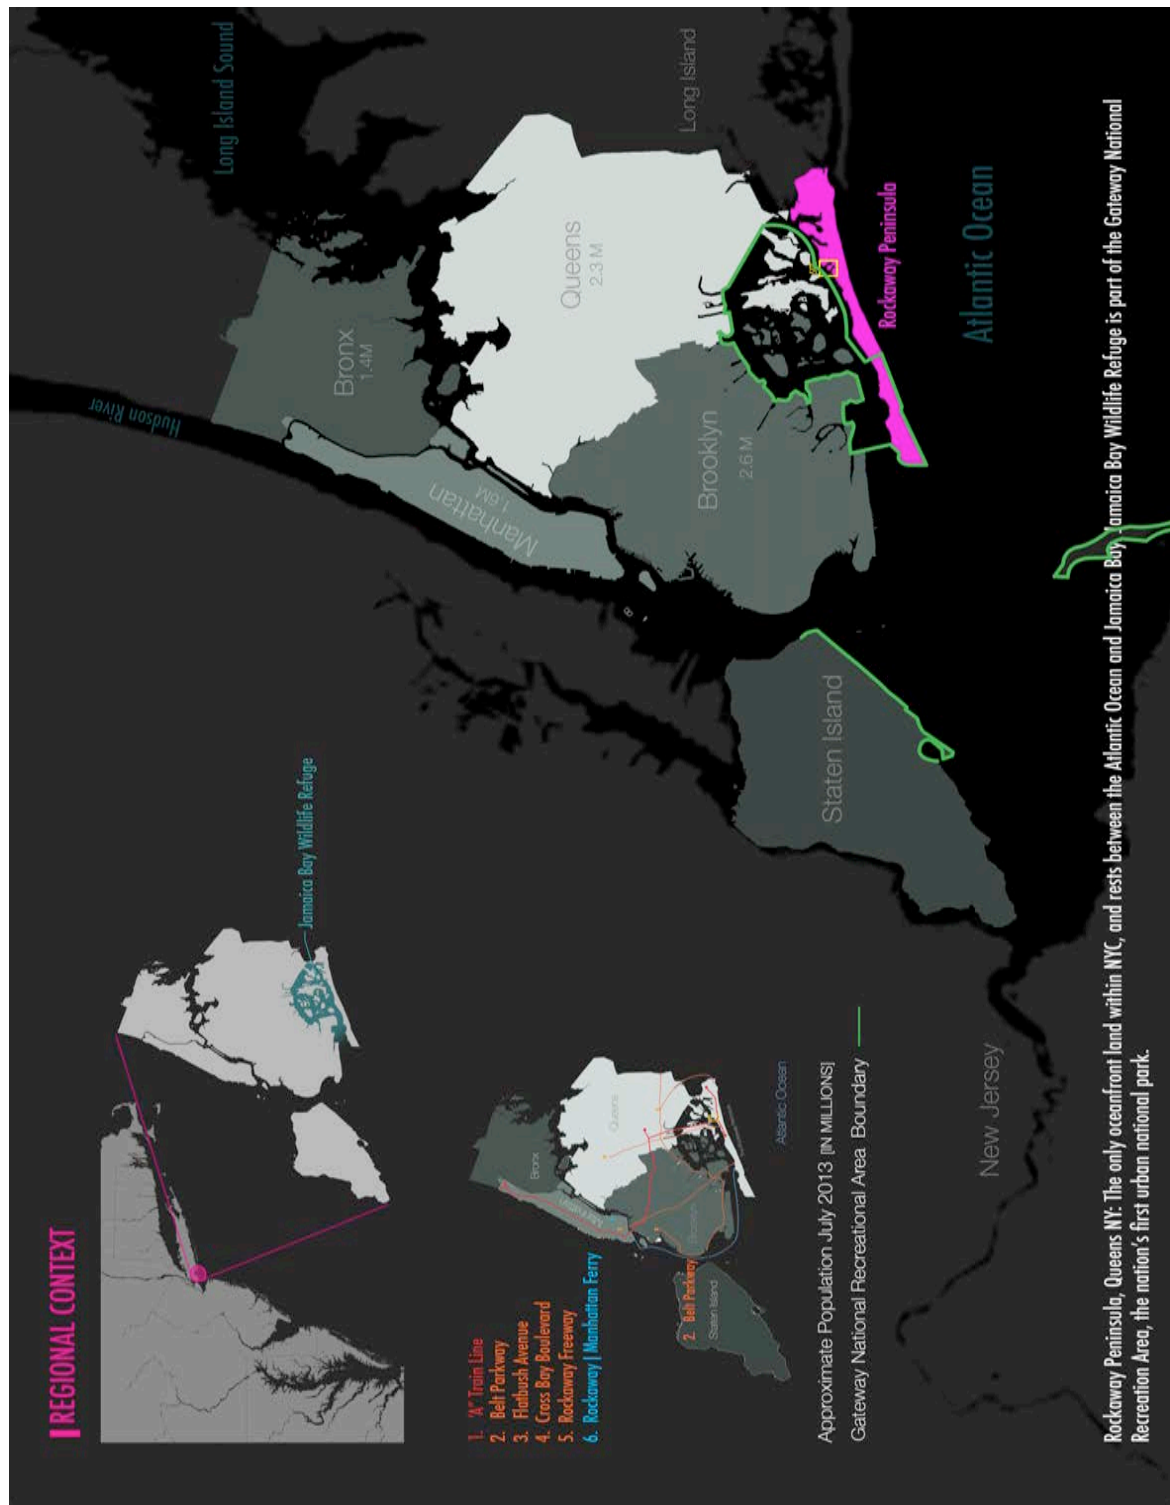 REGIONAL CONTEXT
Jamaica Bay Wildlife Refuge
1. "A" Train Line
2. Belt Parkway
3. Flatbush Avenue
4. Cross Bay Boulevard
5. Rockaway Freeway
6. Rockaway | Manhattan Ferry
Bronx
Queens
Manhattan
Brooklyn
2. Belt Parkway
Staten Island
Atlantic Ocean
Approximate Population July 2013 [IN MILLIONS]
Gateway National Recreational Area Boundary
Hudson River
Long Island Sound
Bronx
1.4M
Manhattan
1.6M
Queens
2.3 M
Long Island
Brooklyn
2.6 M
Rockaway Peninsula
Staten Island
Atlantic Ocean
New Jersey
Rockaway Peninsula, Queens NY: The only oceanfront land within NYC, and rests between the Atlantic Ocean and Jamaica Bay. Jamaica Bay Wildlife Refuge is part of the Gateway National
Recreation Area, the nation's first urban national park.